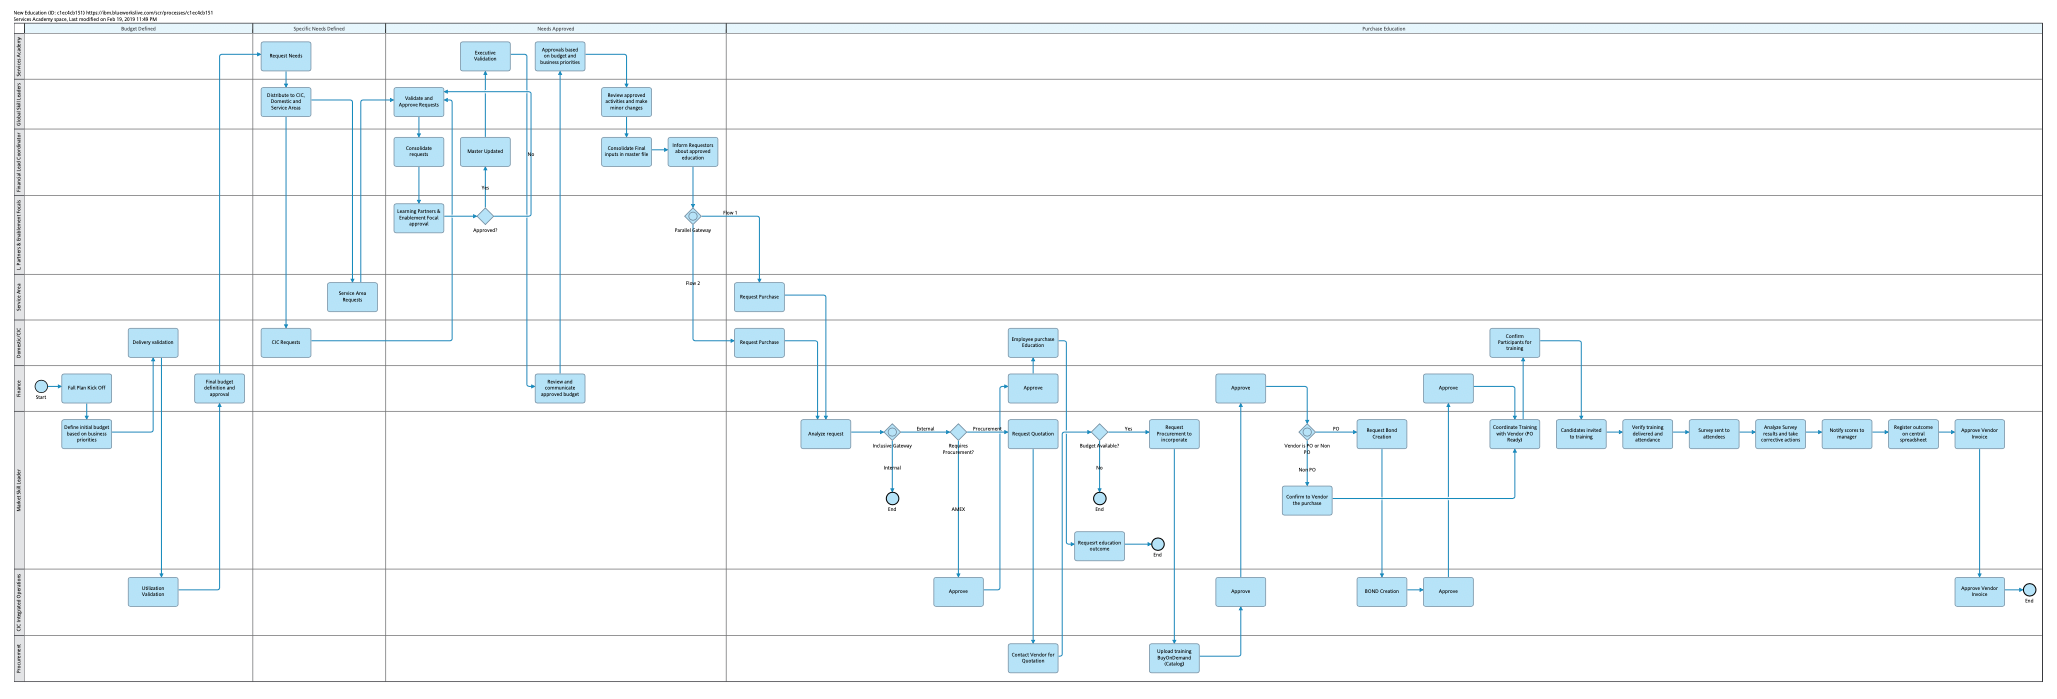 New Education (ID: c1ec4cb151) https://ibm.blueworkslive.com/scr/processes/c1ec4cb151
Services Academy space, Last modified on Feb 19, 2019 11:49 PM
Budget Defined
Specific Needs Defined
Needs Approved
Purchase Education
Services Academy
Request Needs
Executive
Validation
Approvals based
on budget and
business priorities
Global Skill Leaders
Distribute to CIC,
Domestic and
Service Areas
Validate and
Approve Requests
Review approved
activities and make
minor changes
Financial Lead Coordinator
Consolidate
requests
Master Updated
No
Yes
Consolidate Final
inputs in master file
Inform Requestors
about approved
education
L. Partners & Enablement Focals
Learning Partners &
Enablement Focal
approval
Approved?
Parallel Gateway
Flow 1
Service Area
Service Area
Requests
Flow 2
Request Purchase
Domestic/CIC
Delivery validation
CIC Requests
Request Purchase
Employee purchase
Education
Confirm
Participants for
training
Finance
Start
Fall Plan Kick Off
Final budget
definition and
approval
Review and
communicate
approved budget
Approve
Approve
Approve
Market Skill Leader
Define initial budget
based on business
priorities
Analyze request
Inclusive Gateway
External
Internal
End
Requires
Procurement?
Procurement
AMEX
Request Quotation
Budget Available?
Yes
No
End
Request
Procurement to
incorporate
Requesrt education
outcome
End
Vendor is PO or Non
PO
PO
Non PO
Confirm to Vendor
the purchase
Request Bond
Creation
Coordinate Training
with Vendor (PO
Ready)
Candidates invited
to training
Verify training
delivered and
attendance
Survey sent to
attendees
Analyze Survey
results and take
corrective actions
Notify scores to
manager
Register outcome
on central
spreadsheet
Approve Vendor
Invoice
CIC Integrated Operations
Utilization
Validation
Approve
Approve
BOND Creation
Approve
Approve Vendor
Invoice
End
Procurement
Contact Vendor for
Quotation
Upload training
BuyOnDemand
(Catalog)